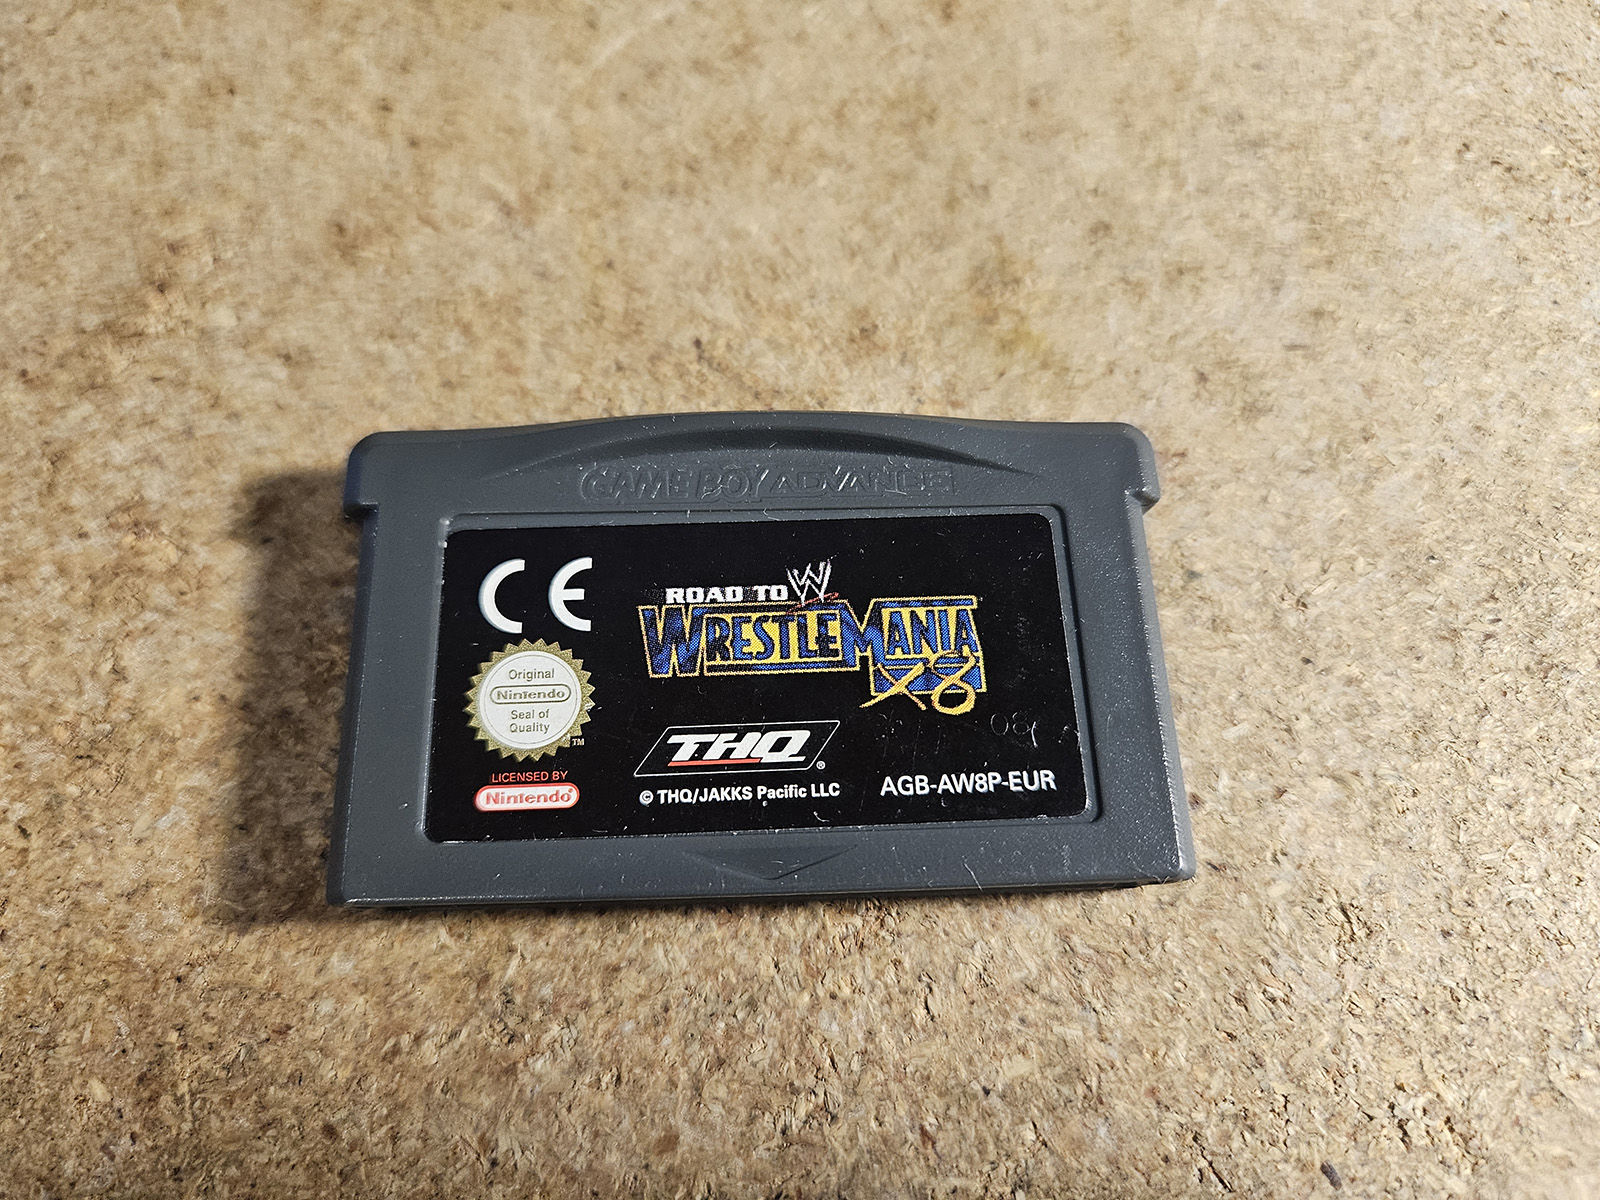 GAME BOY ADVANCE
CE
ROAD TO W
WRESTLEMANIA
X8
Original
Nintendo
Seal of
Quality
TM
LICENSED BY
Nintendo®
THQ®
© THQ/JAKKS Pacific LLC
AGB-AW8P-EUR
08